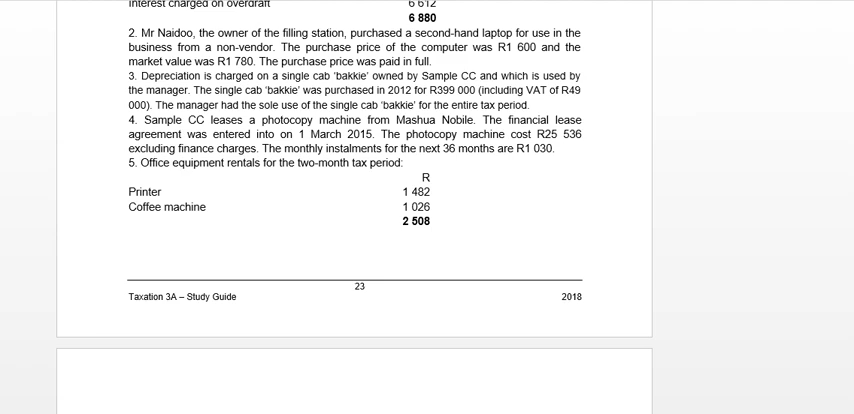 interest charged on overdraft 6 612
6 880
2. Mr Naidoo, the owner of the filling station, purchased a second-hand laptop for use in the
business from a non-vendor. The purchase price of the computer was R1 600 and the
market value was R1 780. The purchase price was paid in full.
3. Depreciation is charged on a single cab ‘bakkie’ owned by Sample CC and which is used by
the manager. The single cab ‘bakkie’ was purchased in 2012 for R399 000 (including VAT of R49
000). The manager had the sole use of the single cab ‘bakkie’ for the entire tax period.
4. Sample CC leases a photocopy machine from Mashua Nobile. The financial lease
agreement was entered into on 1 March 2015. The photocopy machine cost R25 536
excluding finance charges. The monthly instalments for the next 36 months are R1 030.
5. Office equipment rentals for the two-month tax period:
R
Printer 1 482
Coffee machine 1 026
2 508
23
Taxation 3A – Study Guide 2018